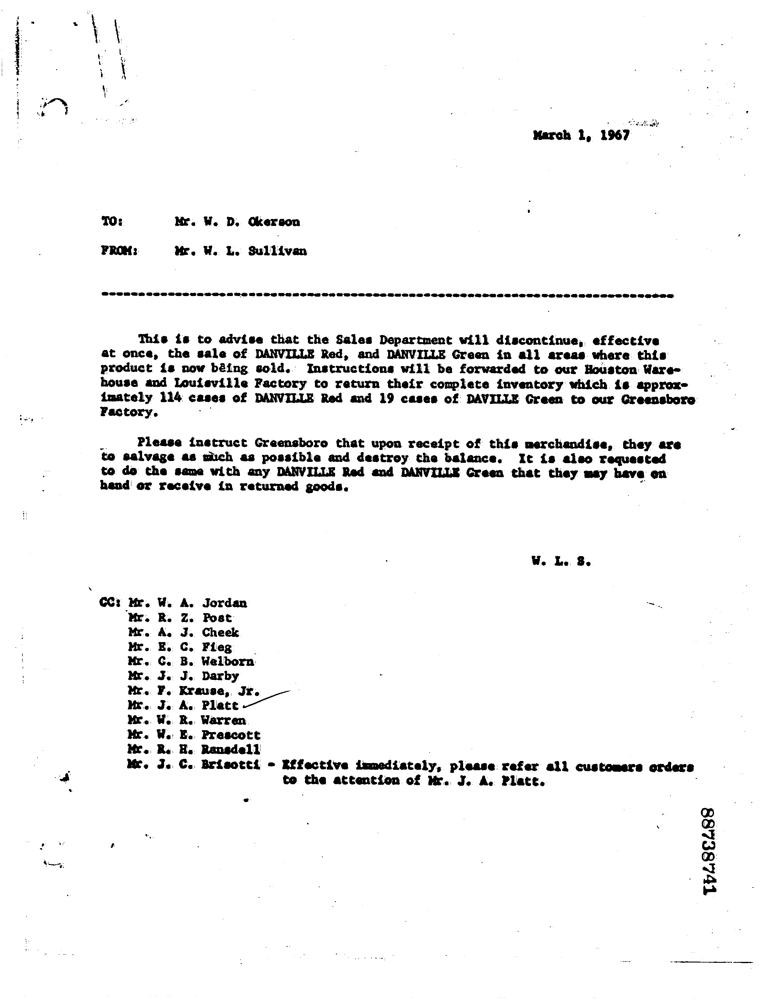 March 1, 1967
TO: Mr. W. D. Okerson
FROM: Mr. W. L. Sullivan
This is to advise that the Sales Department will discontinue, effective
at once, the sale of DANVILLE Red, and DANVILLE Green in all areas where this
product is now being sold. Instructions will be forwarded to our Houston Ware-
house and Louisville Factory to return their complete inventory which is approx-
imately 114 cases of DANVILLE Red and 19 cases of DAVILLE Green to our Greensboro
Factory.
Please instruct Greensboro that upon receipt of this merchandise, they are
to salvage as much as possible and destroy the balance. It is also requested
to do the same with any DANVILLE Red and DANVILLE Green that they may have on
hand or receive in returned goods.
W. L. S.
CC: Mr. W. A. Jordan
Mr. R. Z. Post
Mr. A. J. Cheek
Mr. E. C. Fieg
Mr. C. B. Welborn
Mr. J. J. Darby
Mr. F. Krause, Jr.
Mr. J. A. Platt
Mr. W. R. Warren
Mr. W. E. Prescott
Mr. R. H. Ransdell
Mr. J. C. Brisotti - Effective immediately, please refer all customers orders
to the attention of Mr. J. A. Platt.
88738741